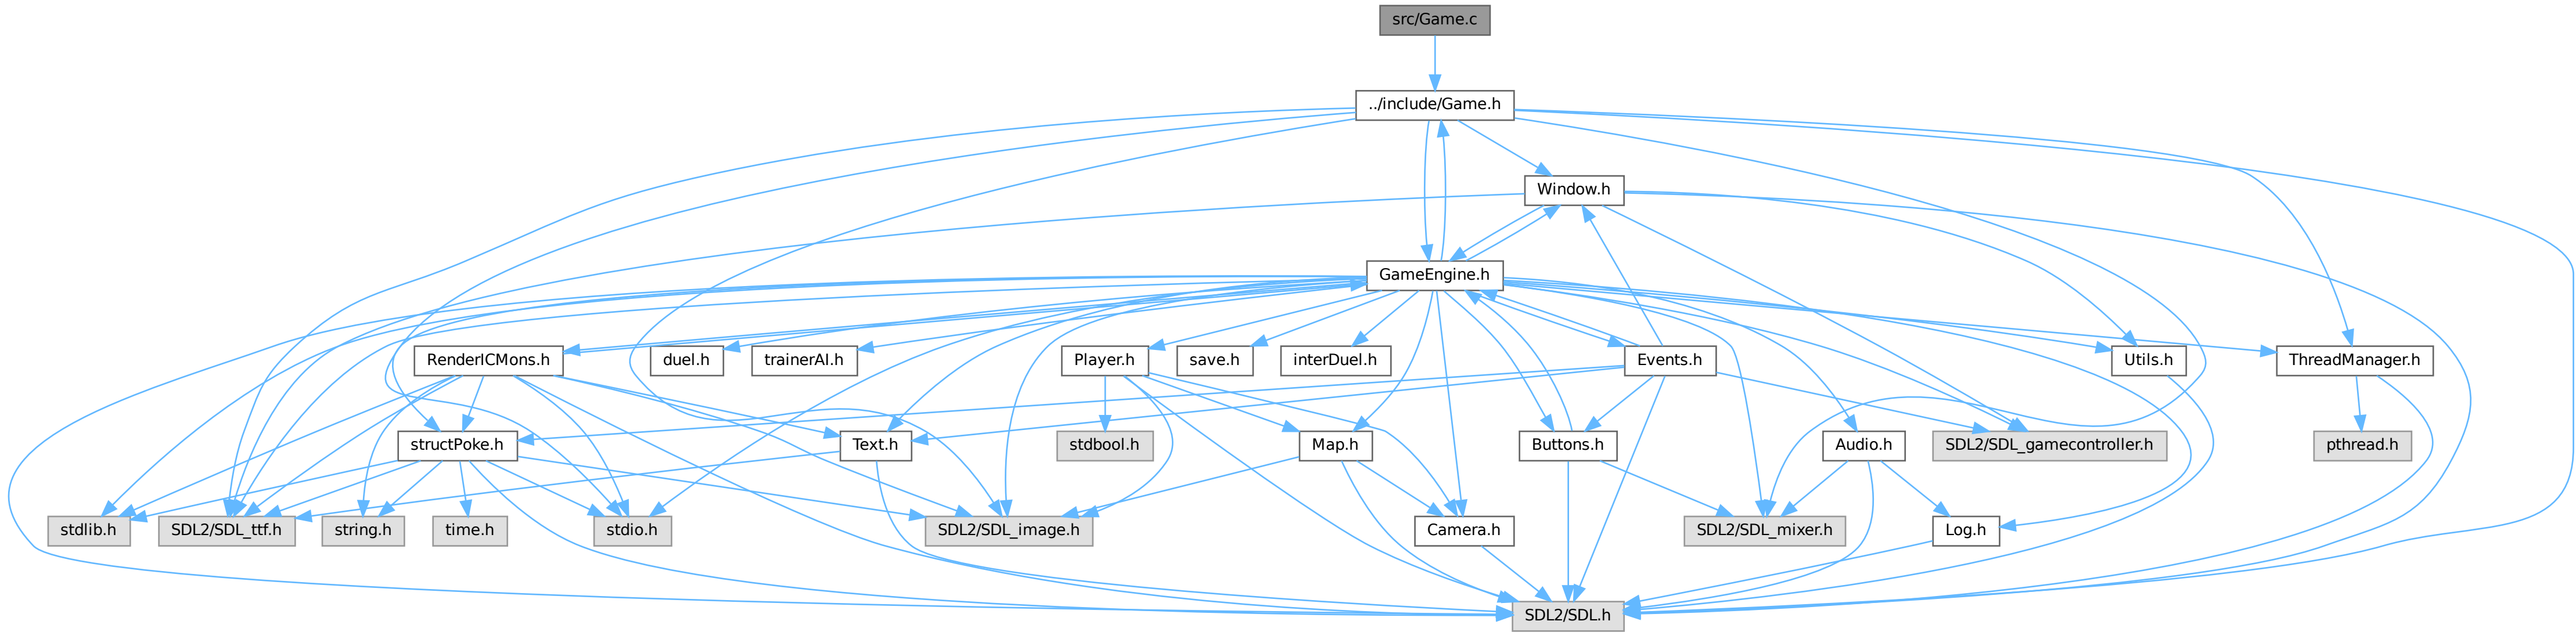 src/Game.c
../include/Game.h
Window.h
GameEngine.h
RenderICMons.h
duel.h
trainerAI.h
Player.h
save.h
interDuel.h
Events.h
Utils.h
ThreadManager.h
structPoke.h
Text.h
stdbool.h
Map.h
Buttons.h
Audio.h
SDL2/SDL_gamecontroller.h
pthread.h
stdlib.h
SDL2/SDL_ttf.h
string.h
time.h
stdio.h
SDL2/SDL_image.h
Camera.h
SDL2/SDL_mixer.h
Log.h
SDL2/SDL.h